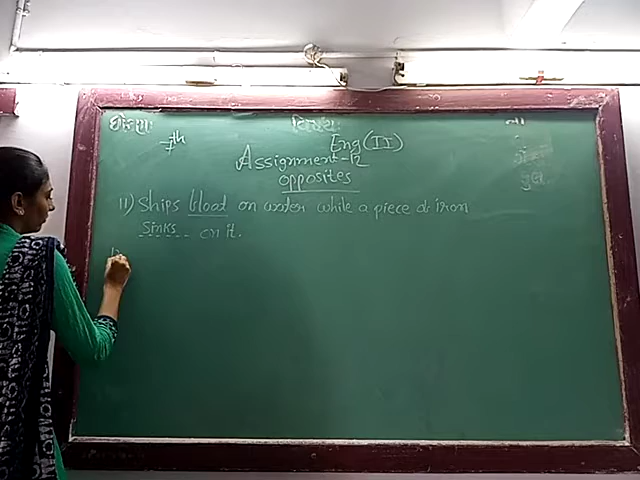 ધોરણ: વિષય: તા
7th Eng (II)
Assignment-12
opposites
11) Ships bload on water while a piece of iron
sinks on it.